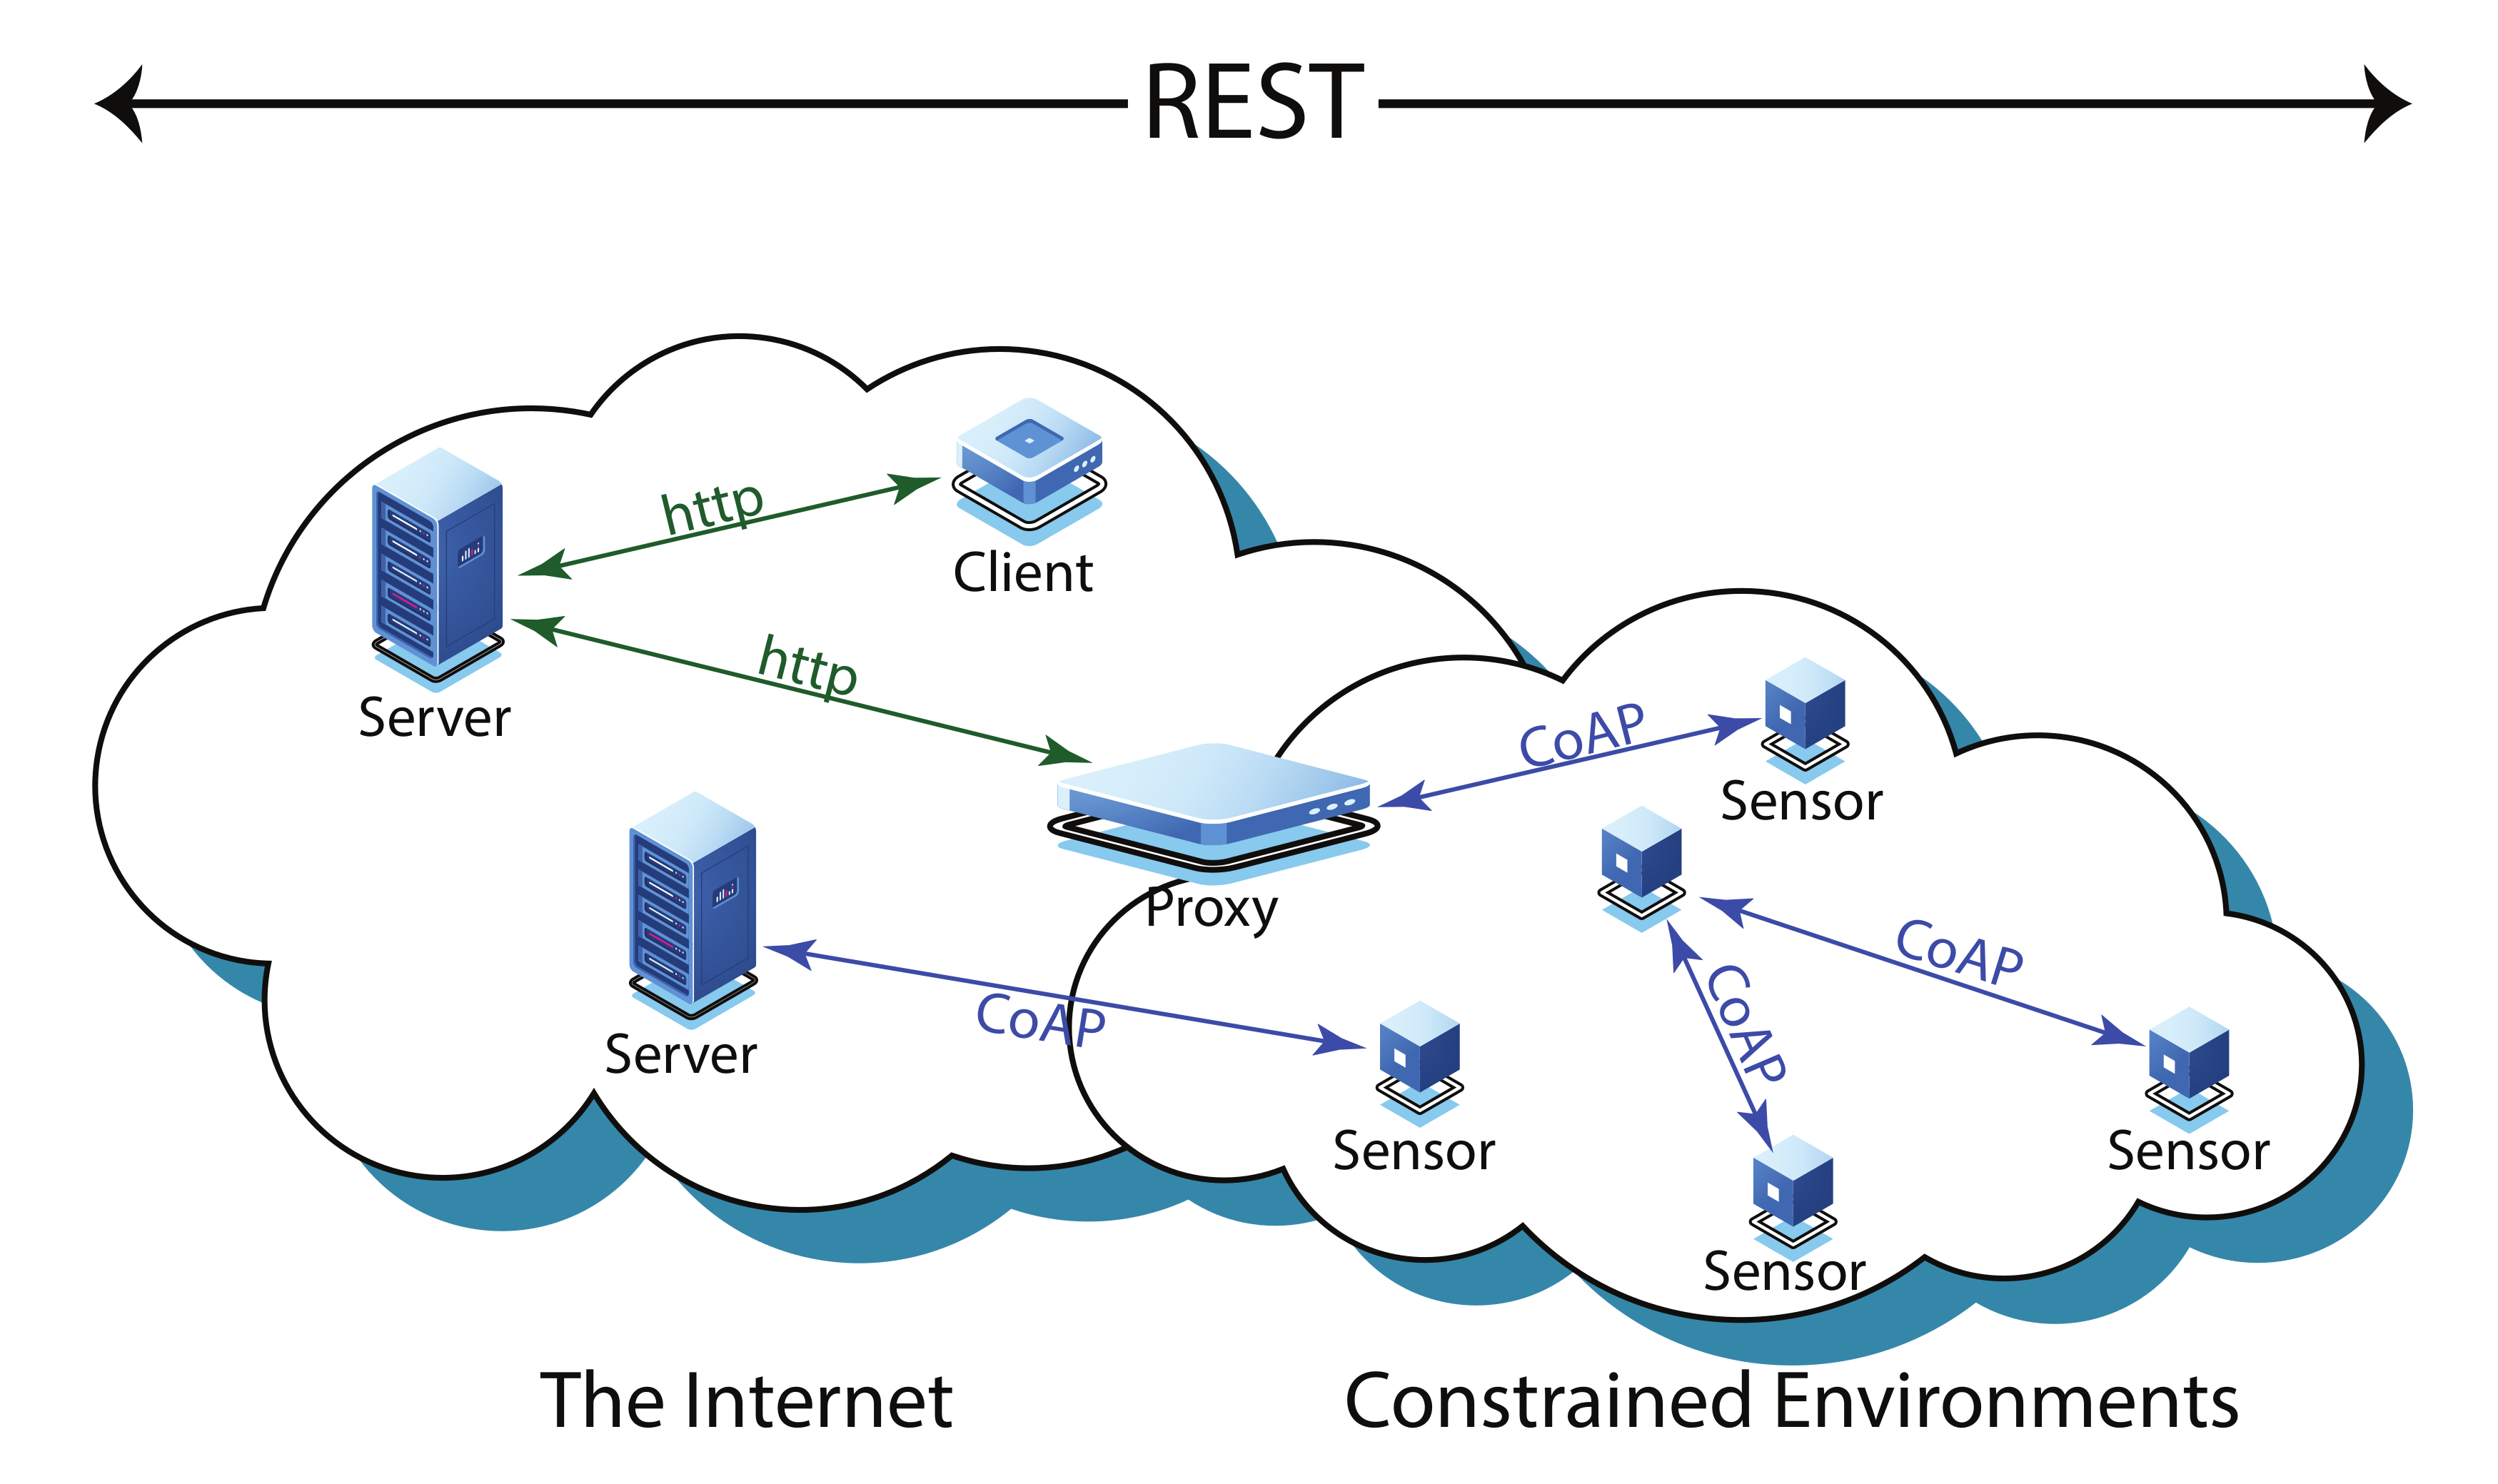 REST
http
Client
http
Server
CoAP
Sensor
Proxy
CoAP
CoAP
Server
CoAP
Sensor
Sensor
Sensor
The Internet
Constrained Environments